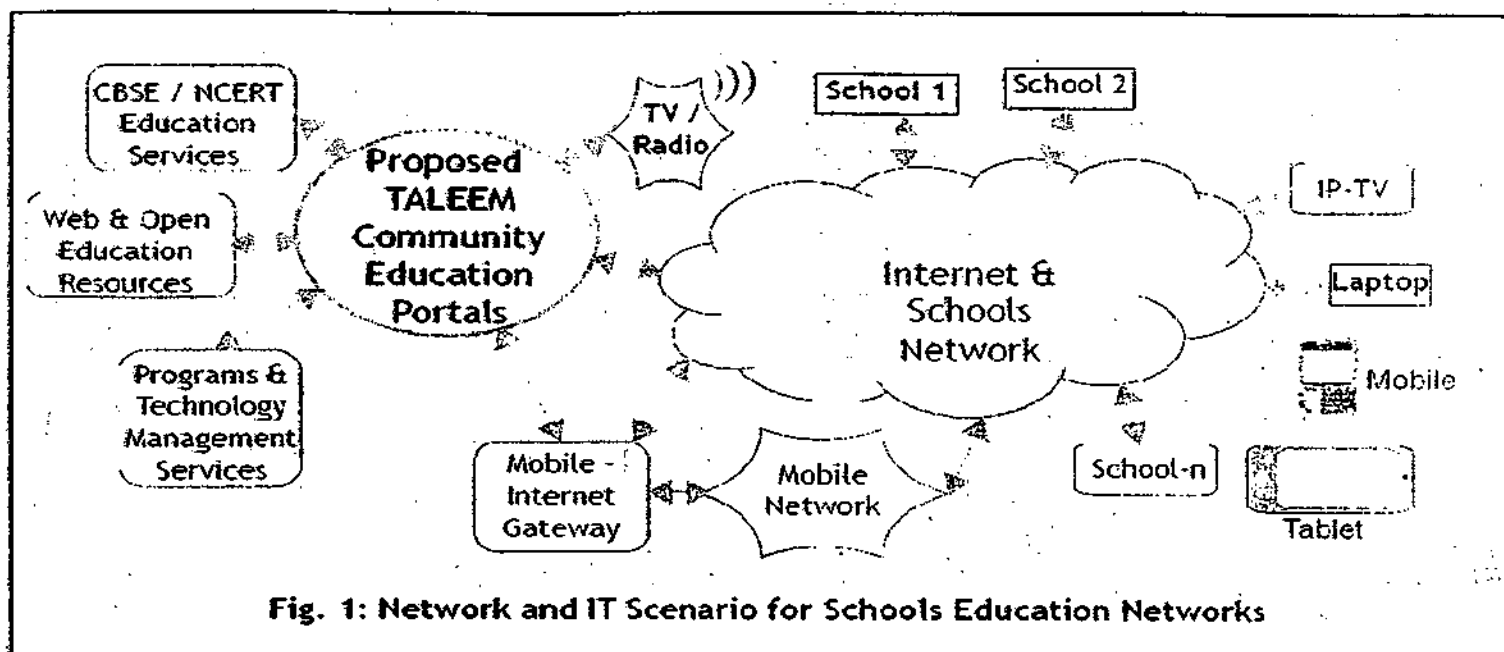 CBSE / NCERT
Education
Services
Web & Open
Education
Resources
Programs &
Technology
Management
Services
Proposed
TALEEM
Community
Education
Portals
TV /
Radio
School 1
School 2
Internet &
Schools
Network
IP-TV
Laptop
Mobile
Tablet
School-n
Mobile -
Internet
Gateway
Mobile
Network
Fig. 1: Network and IT Scenario for Schools Education Networks